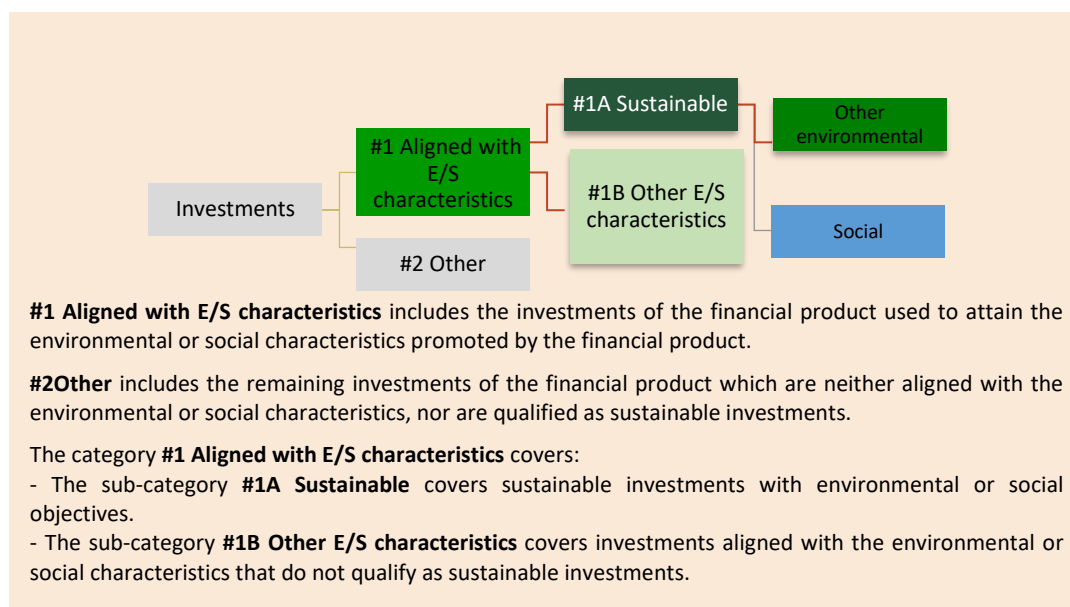 #1A Sustainable
Other
environmental
#1 Aligned with
E/S
characteristics
#1B Other E/S
characteristics
Investments
Social
#2 Other
#1 Aligned with E/S characteristics includes the investments of the financial product used to attain the
environmental or social characteristics promoted by the financial product.
#2Other includes the remaining investments of the financial product which are neither aligned with the
environmental or social characteristics, nor are qualified as sustainable investments.
The category #1 Aligned with E/S characteristics covers:
- The sub-category #1A Sustainable covers sustainable investments with environmental or social
objectives.
- The sub-category #1B Other E/S characteristics covers investments aligned with the environmental or
social characteristics that do not qualify as sustainable investments.